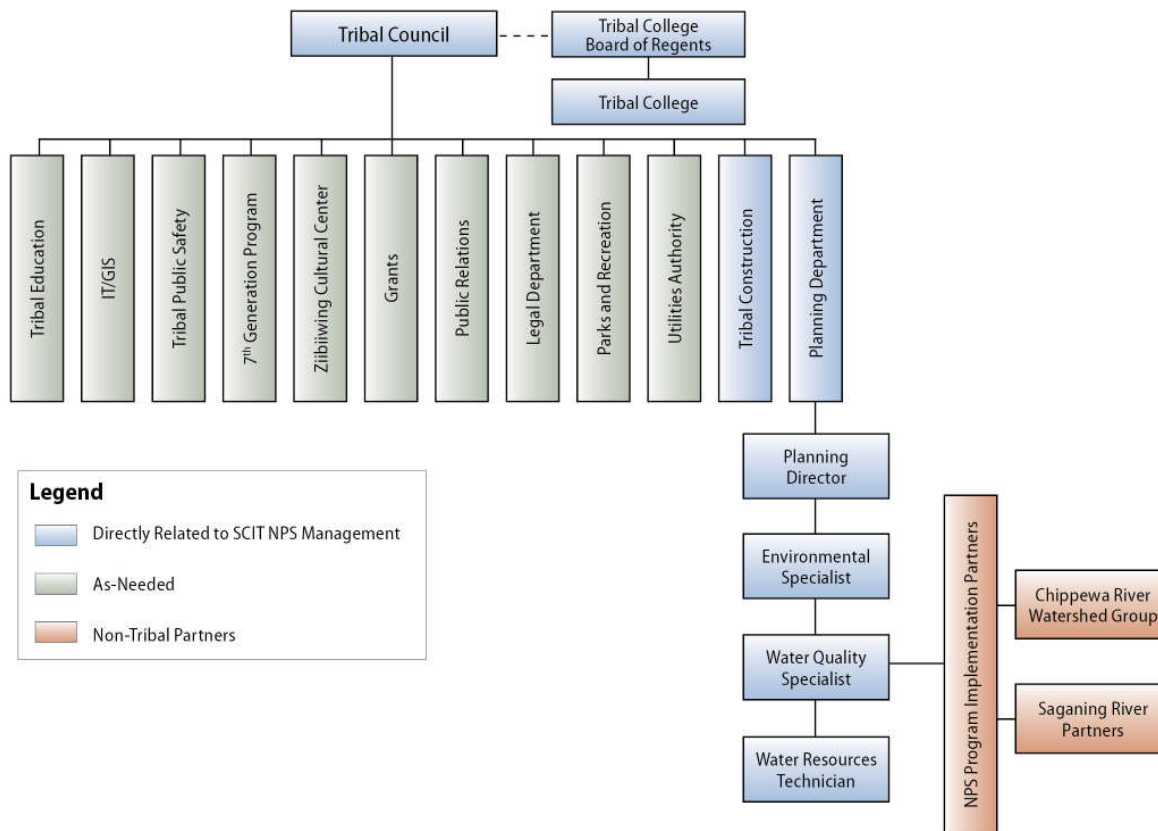 Tribal Council
Tribal College
Board of Regents
Tribal College
Tribal Education
IT/GIS
Tribal Public Safety
7th Generation Program
Ziibiiwing Cultural Center
Grants
Public Relations
Legal Department
Parks and Recreation
Utilities Authority
Tribal Construction
Planning Department
Planning
Director
Environmental
Specialist
Water Quality
Specialist
Water Resources
Technician
NPS Program Implementation Partners
Chippewa River
Watershed Group
Saganing River
Partners
Legend
Directly Related to SCIT NPS Management
As-Needed
Non-Tribal Partners